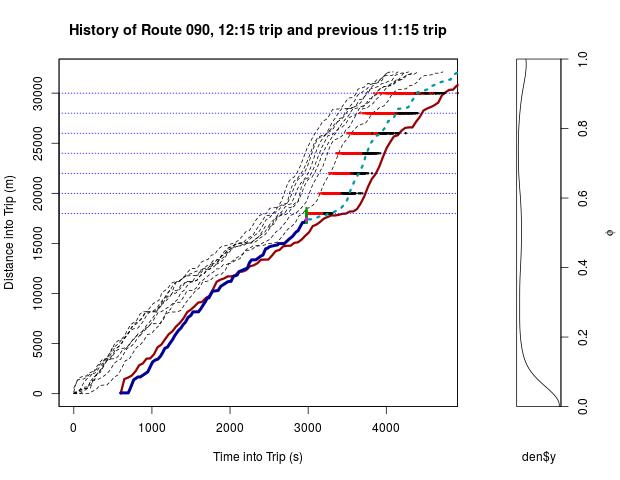 History of Route 090, 12:15 trip and previous 11:15 trip
Distance Into Trip (m)
30000
25000
20000
15000
10000
5000
0
0 1000 2000 3000 4000
Time into Trip (s)
1.0
0.8
0.6
0.4
0.2
0.0
ϕ
den$y